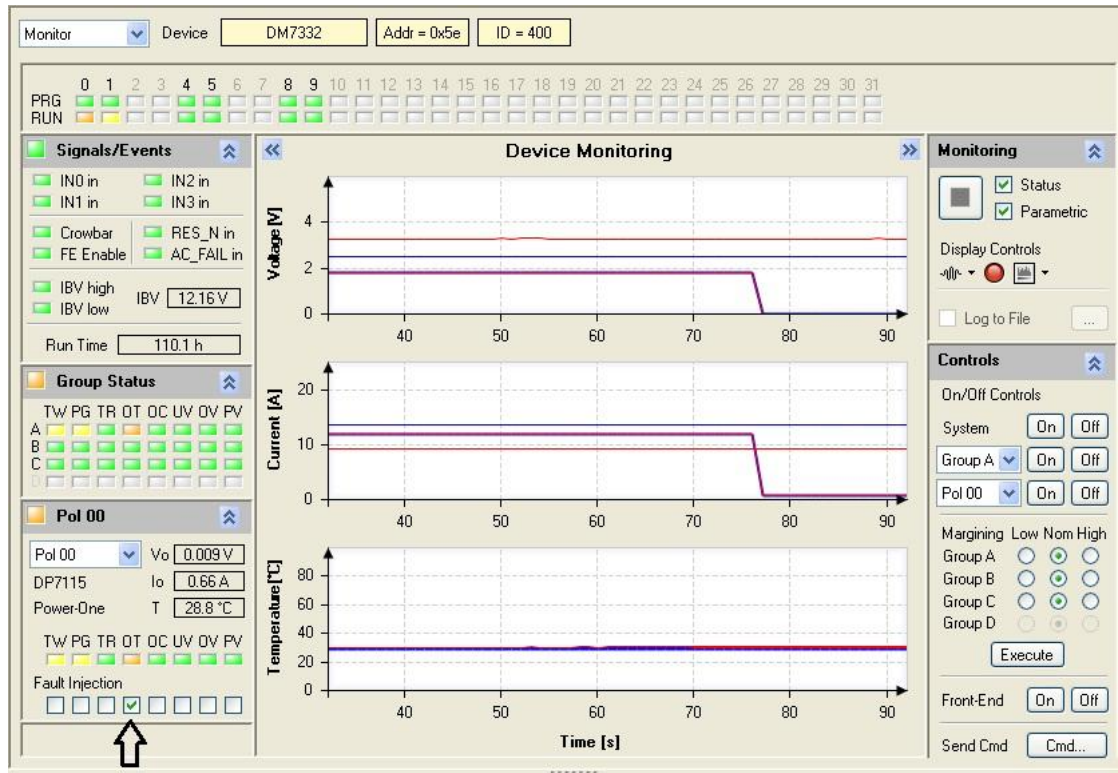 Monitor Device DM7332 Addr = 0x5e ID = 400
0 1 2 3 4 5 6 7 8 9 10 11 12 13 14 15 16 17 18 19 20 21 22 23 24 25 26 27 28 29 30 31
PRG
RUN
Signals/Events
IN0 in IN2 in
IN1 in IN3 in
Crowbar RES_N in
FE Enable AC_FAIL in
IBV high
IBV low
IBV 12.16 V
Run Time 110.1 h
Group Status
TW PG TR OT OC UV OV PV
A
B
C
D
Pol 00
Pol 00 Vo 0.009 V
DP7115 Io 0.66 A
Power-One T 28.8 °C
TW PG TR OT OC UV OV PV
Fault Injection
Device Monitoring
Voltage [V]
4
2
0
40 50 60 70 80 90
Current [A]
20
10
0
40 50 60 70 80 90
Temperature [°C]
80
60
40
20
0
40 50 60 70 80 90
Time [s]
Monitoring
Status
Parametric
Display Controls
Log to File ...
Controls
On/Off Controls
System On Off
Group A On Off
Pol 00 On Off
Margining Low Nom High
Group A
Group B
Group C
Group D
Execute
Front-End On Off
Send Cmd Cmd...